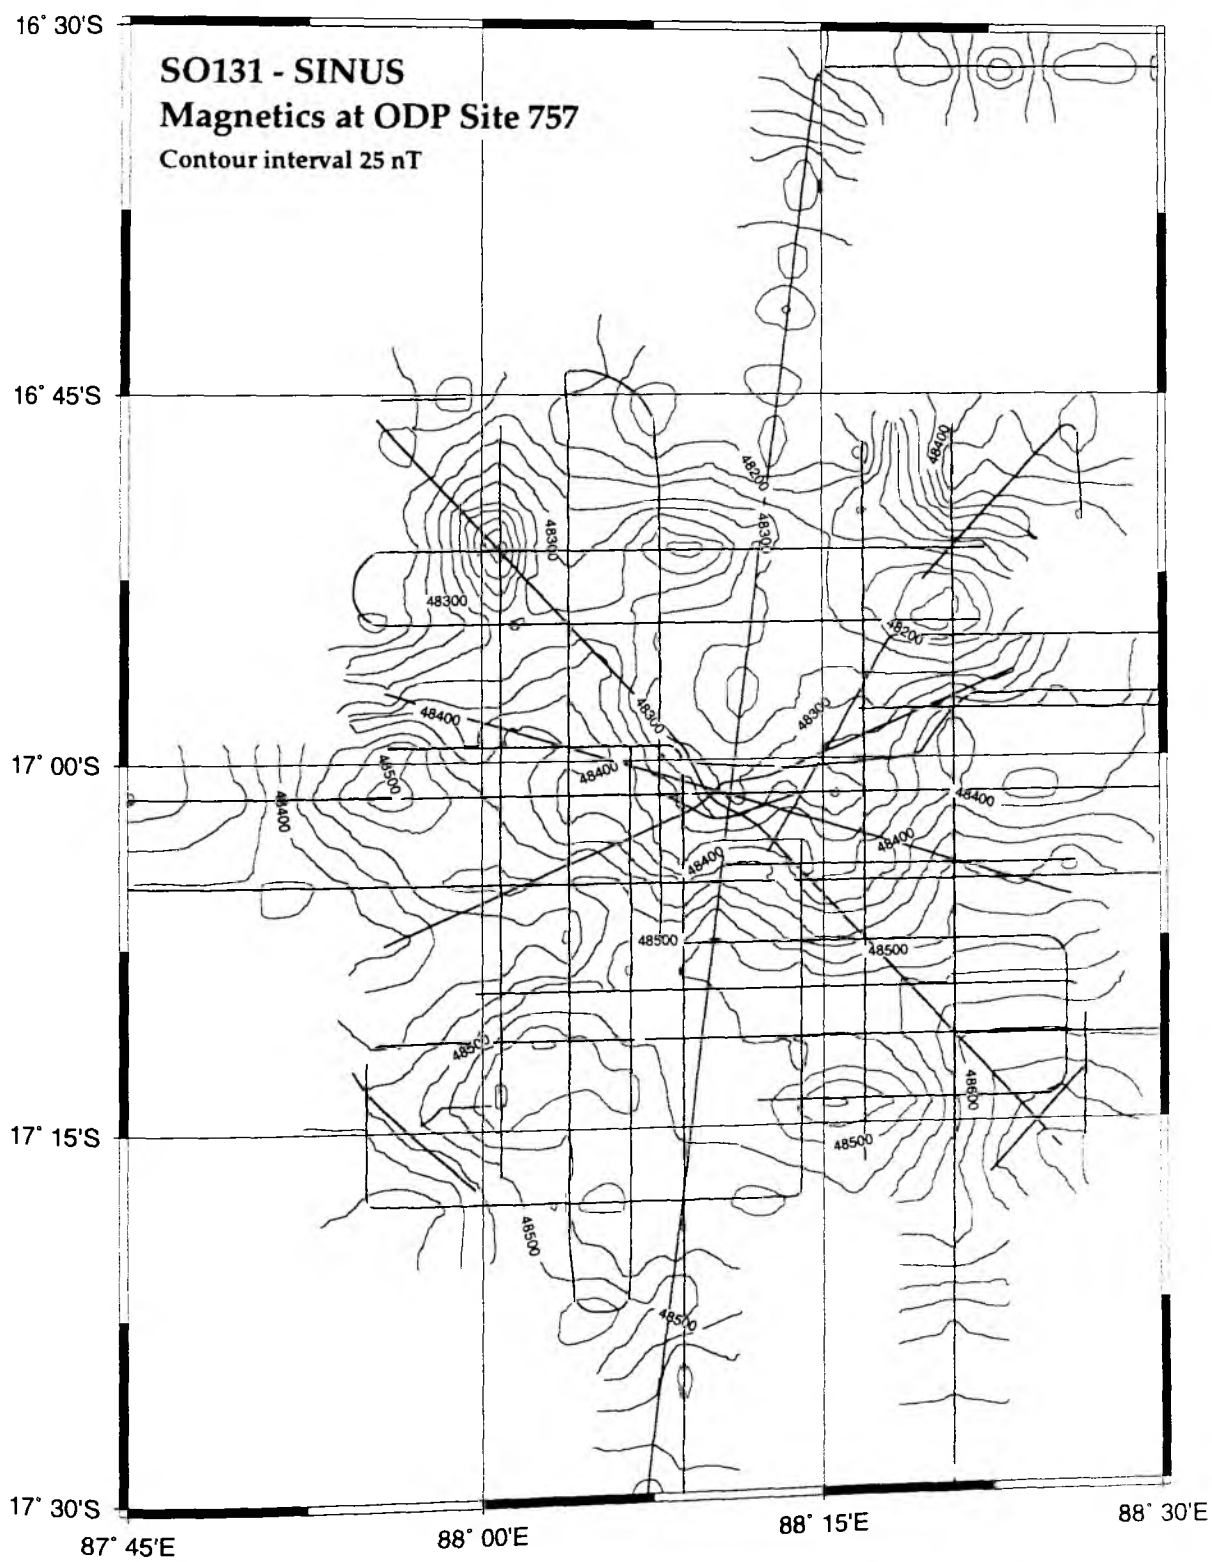 16° 30'S
SO131 - SINUS
Magnetics at ODP Site 757
Contour interval 25 nT
16° 45'S
48400
48200
48300
48300
48300
48200
48400
48300
48300
17° 00'S
48500
48400
48400
48400
48400
48400
48500
48500
48500
48600
17° 15'S
48500
48500
48500
17° 30'S
87° 45'E
88° 00'E
88° 15'E
88° 30'E